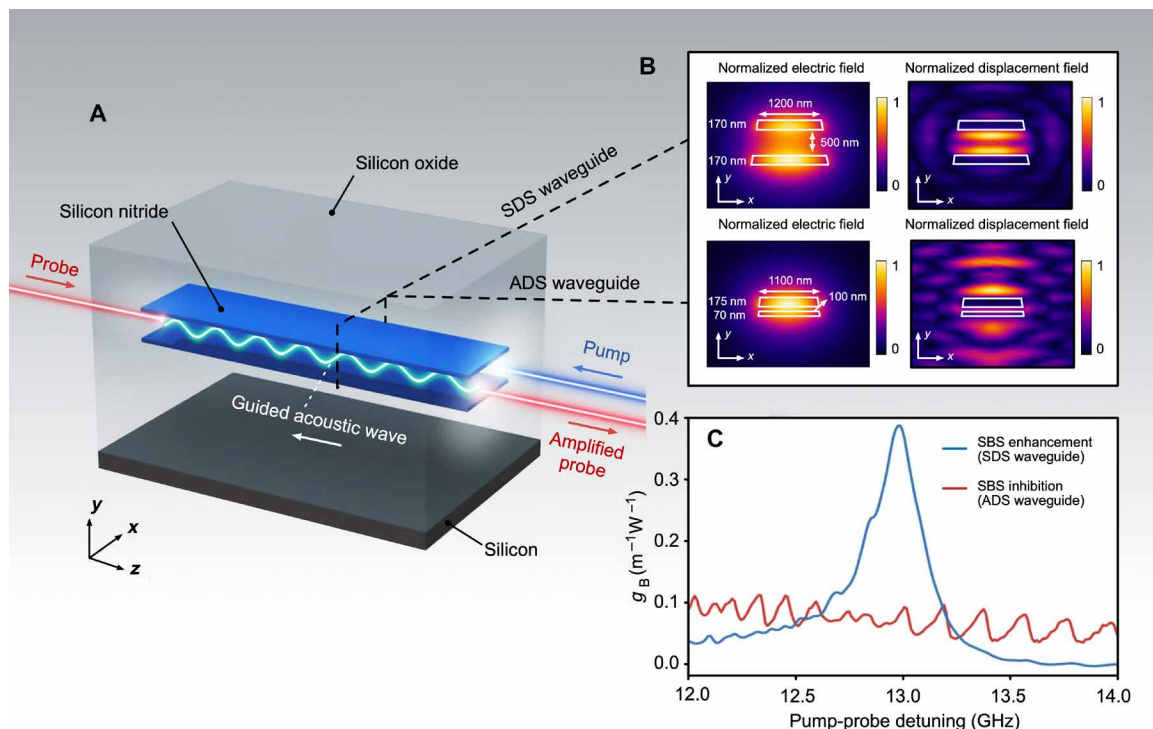 A
Silicon oxide
Silicon nitride
Probe
SDS waveguide
ADS waveguide
Pump
Guided acoustic
wave
Amplified
probe
Silicon
y
x
z
B
Normalized electric field
Normalized displacement field
1200 nm
170 nm
500 nm
170 nm
y
x
1
0
y
x
1
0
Normalized electric field
Normalized displacement field
1100 nm
100 nm
175 nm
70 nm
y
x
1
0
y
x
1
0
C
SBS enhancement
(SDS waveguide)
SBS inhibition
(ADS waveguide)
g B (m⁻¹W⁻¹)
0.4
0.3
0.2
0.1
0.0
12.0 12.5 13.0 13.5 14.0
Pump-probe detuning (GHz)